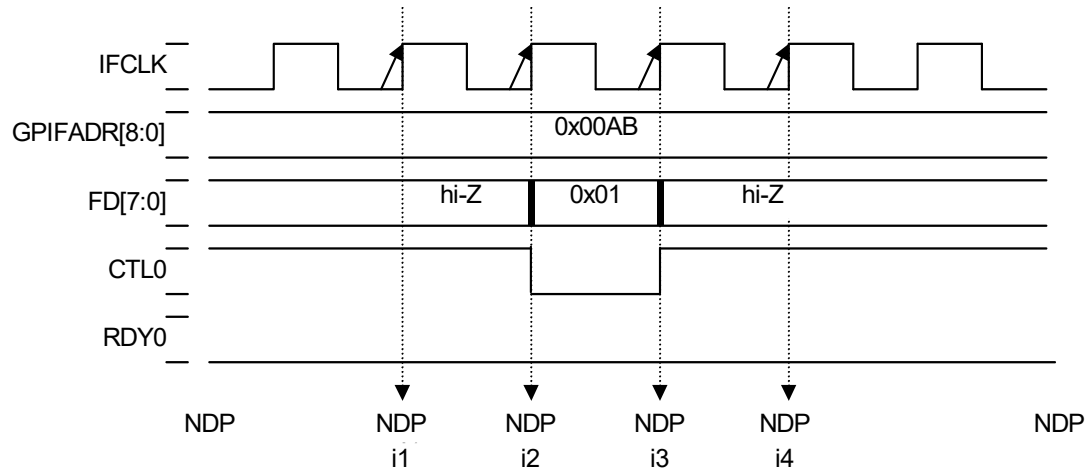 IFCLK
GPIFADR[8:0]
0x00AB
FD[7:0]
hi-Z
0x01
hi-Z
CTL0
RDY0
NDP NDP NDP NDP NDP NDP
i1 i2 i3 i4